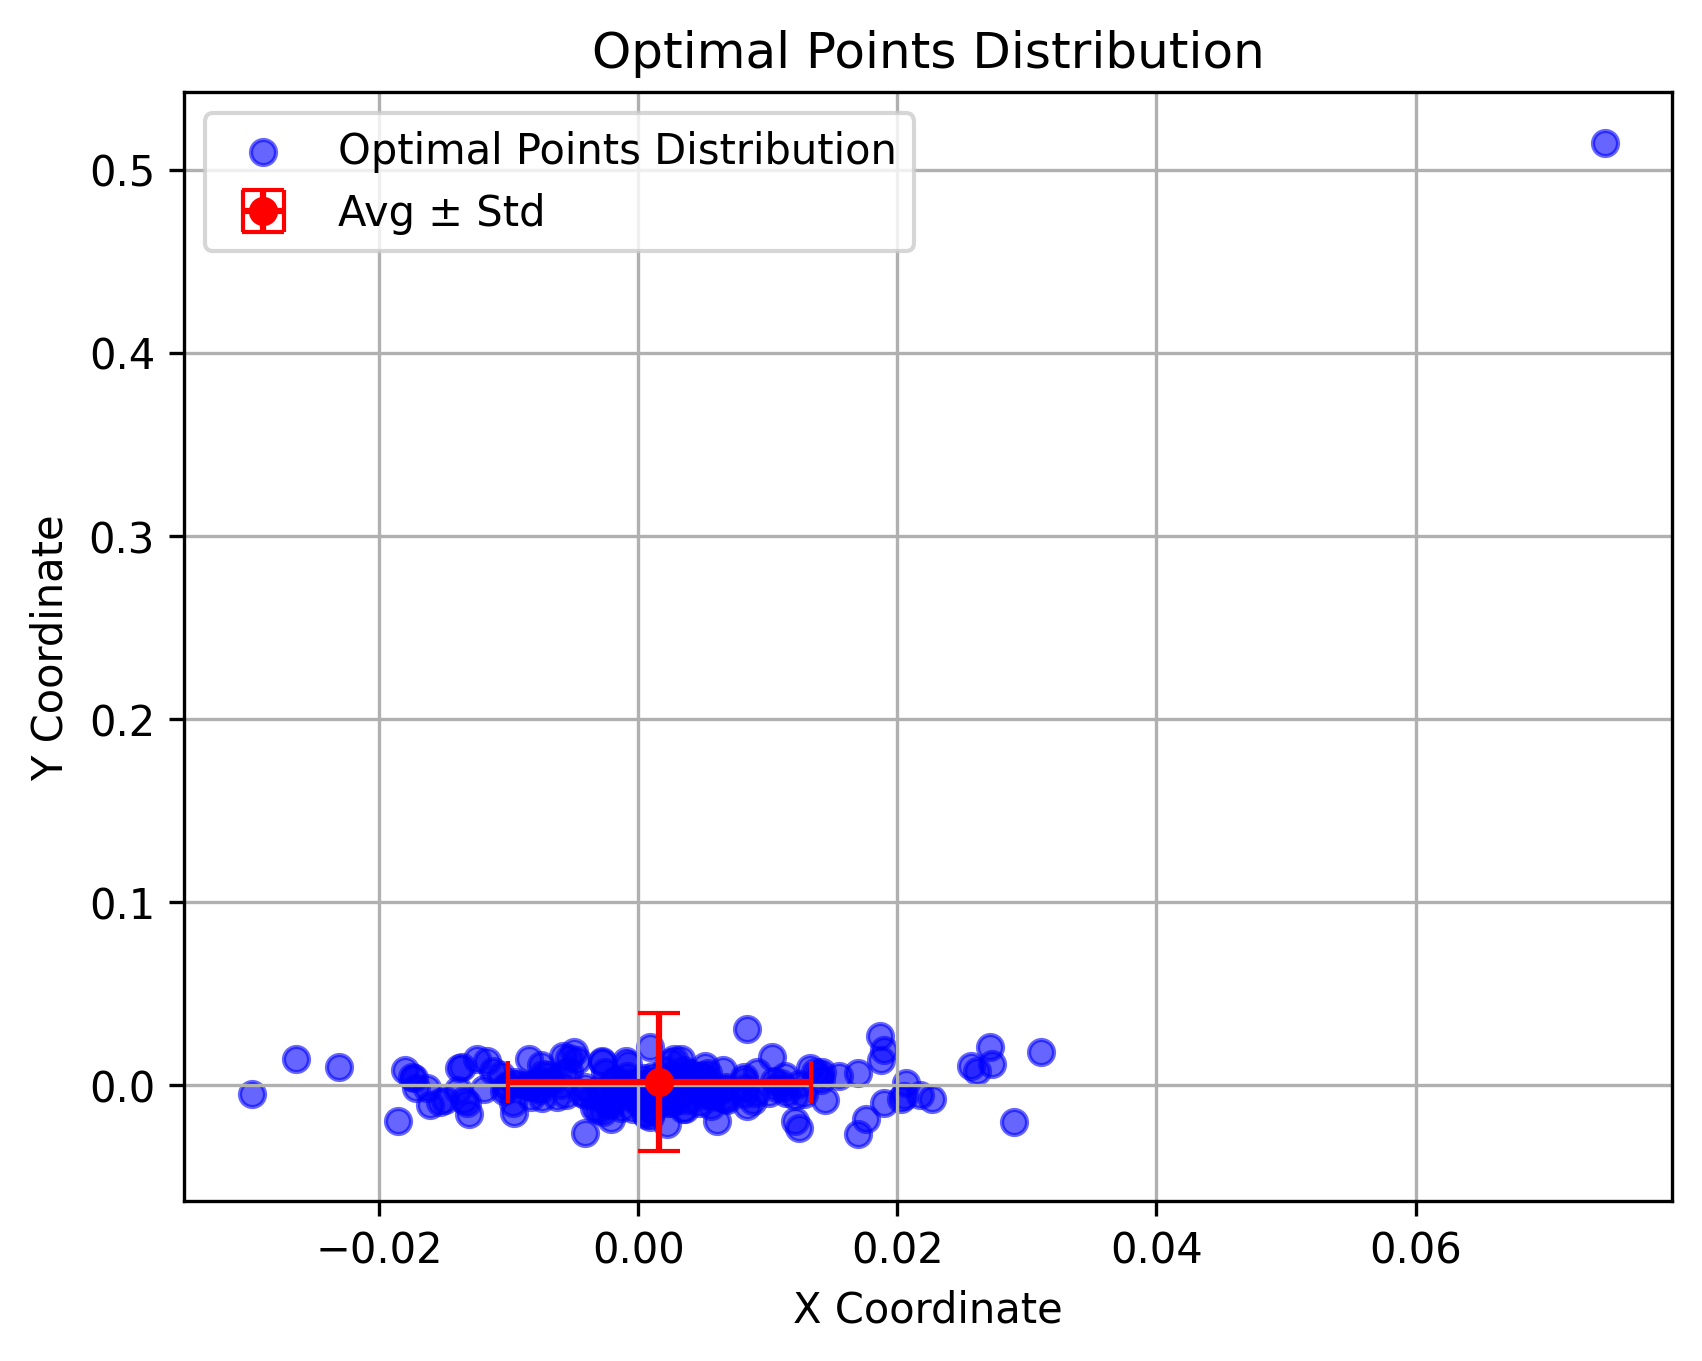 Optimal Points Distribution
Optimal Points Distribution
Avg ± Std
Y Coordinate
0.5
0.4
0.3
0.2
0.1
0.0
−0.02 0.00 0.02 0.04 0.06
X Coordinate